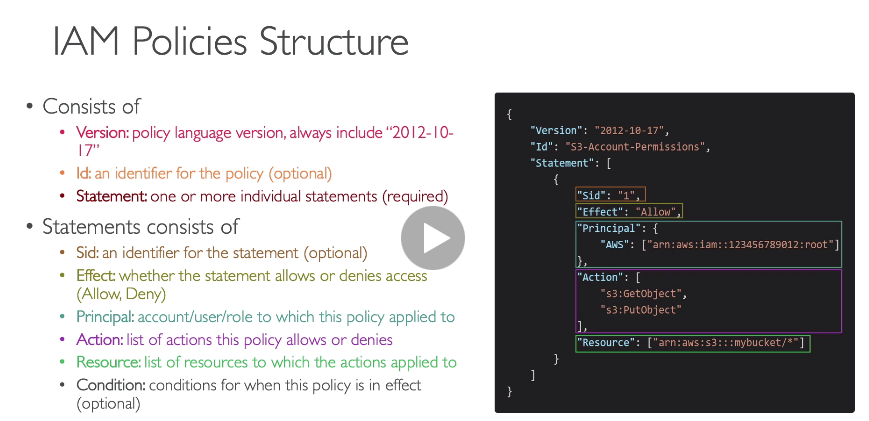 IAM Policies Structure
• Consists of
• Version: policy language version, always include “2012-10-
17”
• Id: an identifier for the policy (optional)
• Statement: one or more individual statements (required)
• Statements consists of
• Sid: an identifier for the statement (optional)
• Effect: whether the statement allows or denies access
(Allow, Deny)
• Principal: account/user/role to which this policy applied to
• Action: list of actions this policy allows or denies
• Resource: list of resources to which the actions applied to
• Condition: conditions for when this policy is in effect
(optional)
{
"Version": "2012-10-17",
"Id": "S3-Account-Permissions",
"Statement": [
{
"Sid": "1",
"Effect": "Allow",
"Principal": {
"AWS": ["arn:aws:iam::123456789012:root"]
},
"Action": [
"s3:GetObject",
"s3:PutObject"
],
"Resource": ["arn:aws:s3:::mybucket/*"]
}
]
}